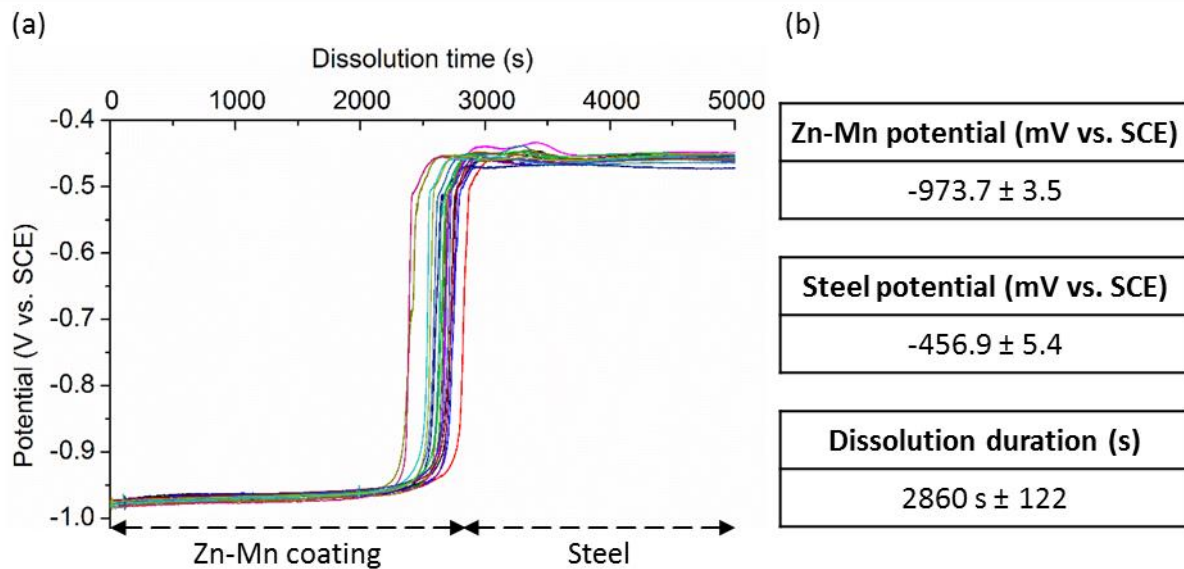 (a)
Dissolution time (s)
0 1000 2000 3000 4000 5000
-0.4
-0.5
-0.6
-0.7
-0.8
-0.9
-1.0
Potential (V vs. SCE)
Zn-Mn coating Steel
(b)
Zn-Mn potential (mV vs. SCE)
-973.7 ± 3.5
Steel potential (mV vs. SCE)
-456.9 ± 5.4
Dissolution duration (s)
2860 s ± 122